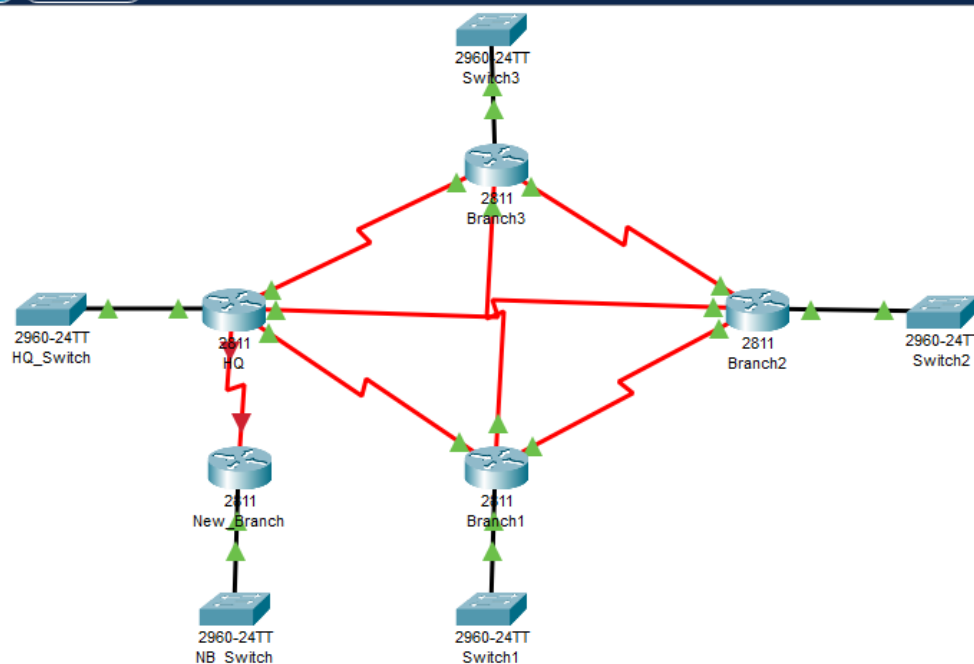 2960-24TT
Switch3
2811
Branch3
2960-24TT
HQ_Switch
2811
HQ
2811
Branch2
2960-24TT
Switch2
2811
New_Branch
2811
Branch1
2960-24TT
NB_Switch
2960-24TT
Switch1